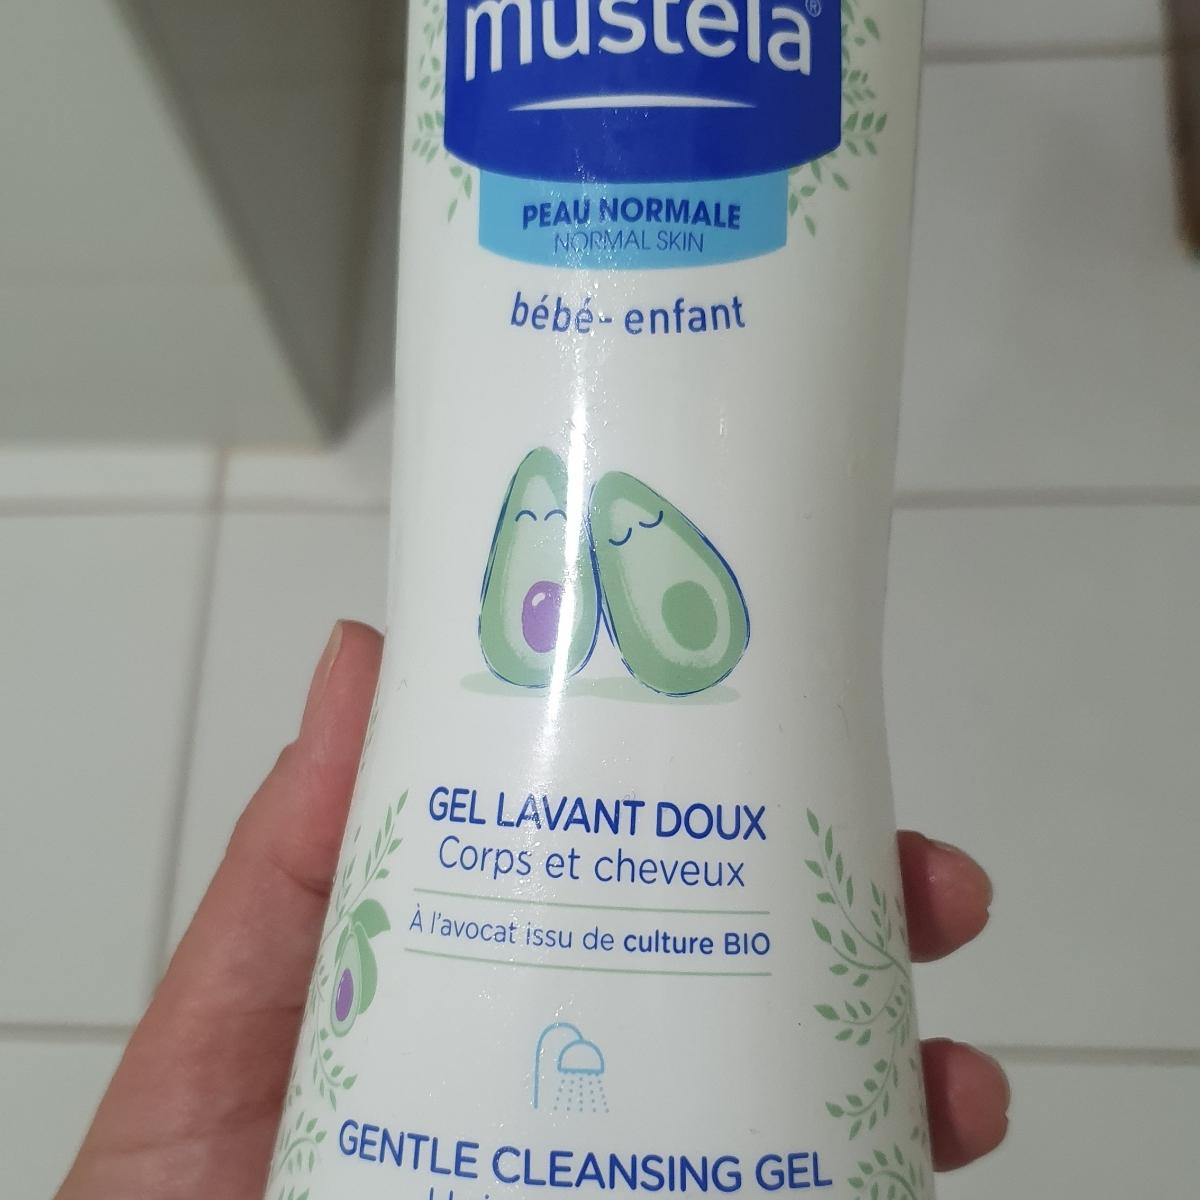 mustela®
PEAU NORMALE
NORMAL SKIN
bébé - enfant
GEL LAVANT DOUX
Corps et cheveux
À l'avocat issu de culture BIO
GENTLE CLEANSING GEL